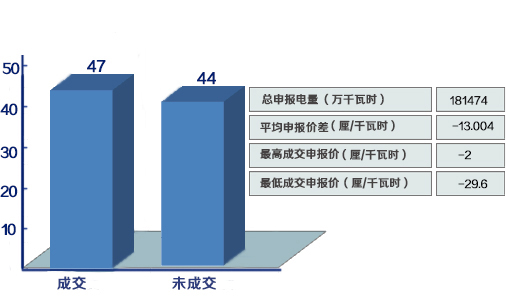 47
44
50
40
30
20
10
成交
未成交
总申报电量（万千瓦时） 181474
平均申报价差（厘/千瓦时） -13.004
最高成交申报价（厘/千瓦时） -2
最低成交申报价（厘/千瓦时） -29.6